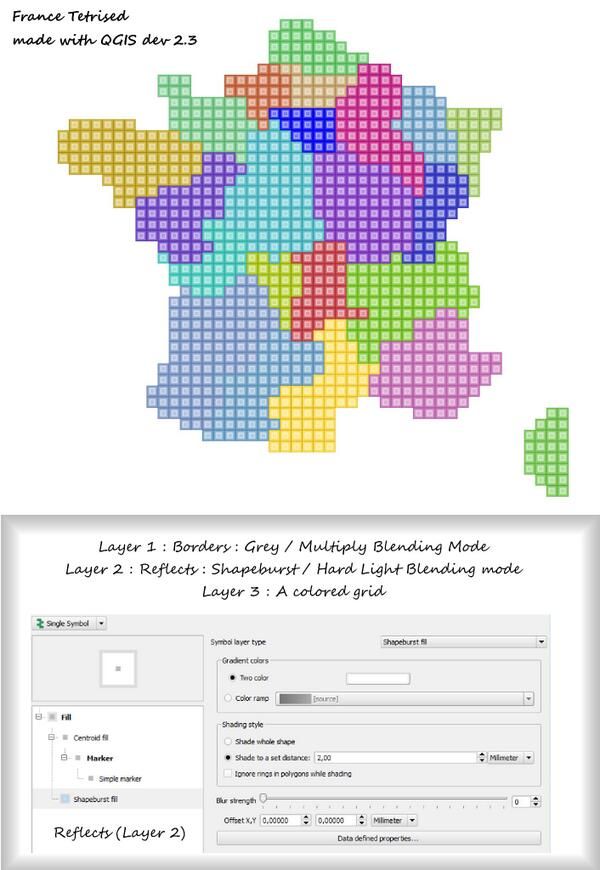 France Tetrised
made with QGIS dev 2.3
Layer 1 : Borders : Grey / Multiply Blending Mode
Layer 2 : Reflects : Shapeburst / Hard Light Blending mode
Layer 3 : A colored grid
Single Symbol
Symbol layer type Shapeburst fill
Gradient colors
Two color
Color ramp [source]
Fill
Centroid fill
Marker
Simple marker
Shapeburst fill
Reflects (Layer 2)
Shading style
Shade whole shape
Shade to a set distance: 2,00 Millimeter
Ignore rings in polygons while shading
Blur strength 0
Offset X,Y 0,00000 0,00000 Millimeter
Data defined properties...